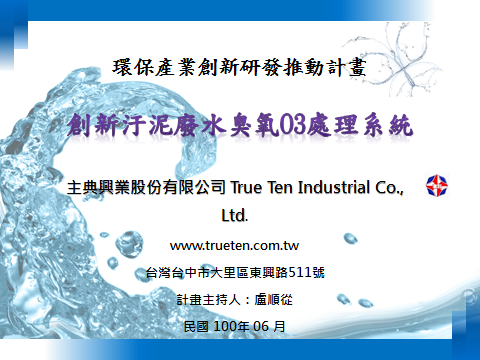 環保產業創新研發推動計畫
創新汙泥廢水臭氧O3處理系統
主典興業股份有限公司 True Ten Industrial Co.,
Ltd.
www.trueten.com.tw
台灣台中市大里區東興路511號
計畫主持人：盧順從
民國 100年 06 月